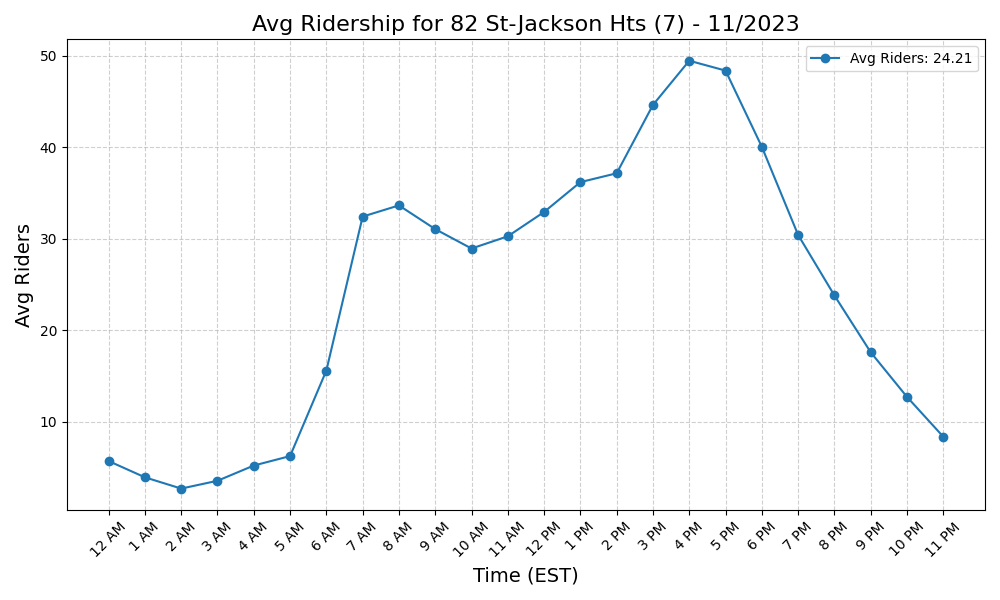 Avg Ridership for 82 St-Jackson Hts (7) - 11/2023
Avg Riders: 24.21
Avg Riders
50
40
30
20
10
12 AM
1 AM
2 AM
3 AM
4 AM
5 AM
6 AM
7 AM
8 AM
9 AM
10 AM
11 AM
12 PM
1 PM
2 PM
3 PM
4 PM
5 PM
6 PM
7 PM
8 PM
9 PM
10 PM
11 PM
Time (EST)